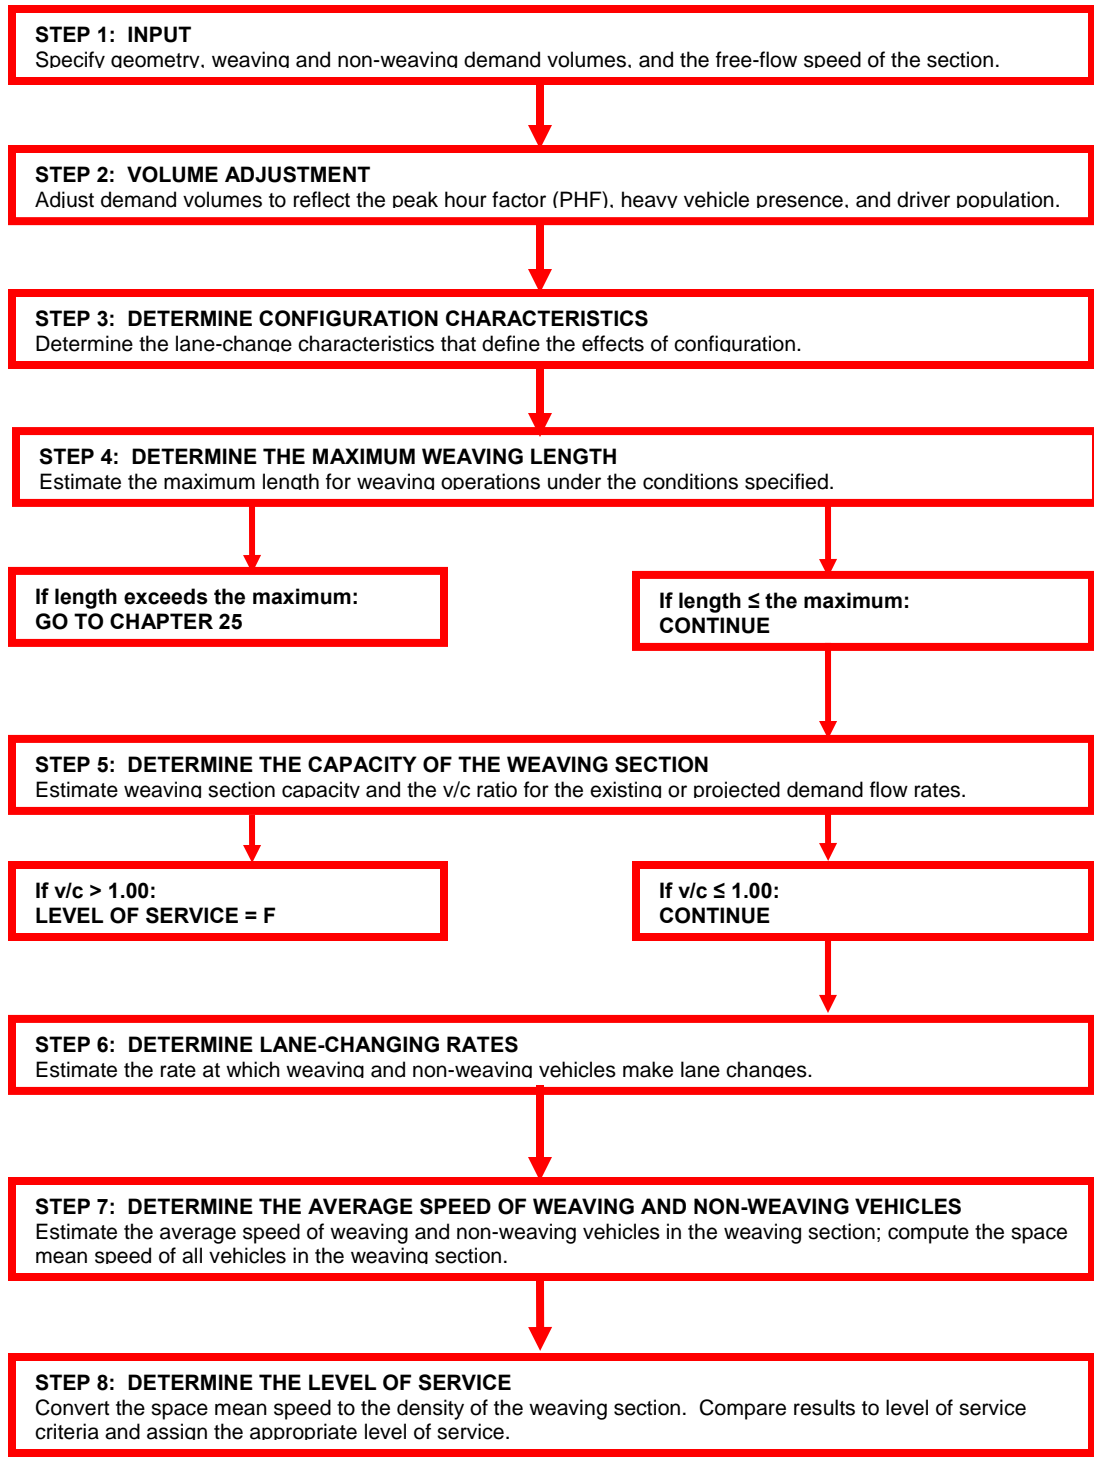 STEP 1: INPUT
Specify geometry, weaving and non-weaving demand volumes, and the free-flow speed of the section.
STEP 2: VOLUME ADJUSTMENT
Adjust demand volumes to reflect the peak hour factor (PHF), heavy vehicle presence, and driver population.
STEP 3: DETERMINE CONFIGURATION CHARACTERISTICS
Determine the lane-change characteristics that define the effects of configuration.
STEP 4: DETERMINE THE MAXIMUM WEAVING LENGTH
Estimate the maximum length for weaving operations under the conditions specified.
If length exceeds the maximum:
GO TO CHAPTER 25
If length ≤ the maximum:
CONTINUE
STEP 5: DETERMINE THE CAPACITY OF THE WEAVING SECTION
Estimate weaving section capacity and the v/c ratio for the existing or projected demand flow rates.
If v/c > 1.00:
LEVEL OF SERVICE = F
If v/c ≤ 1.00:
CONTINUE
STEP 6: DETERMINE LANE-CHANGING RATES
Estimate the rate at which weaving and non-weaving vehicles make lane changes.
STEP 7: DETERMINE THE AVERAGE SPEED OF WEAVING AND NON-WEAVING VEHICLES
Estimate the average speed of weaving and non-weaving vehicles in the weaving section; compute the space
mean speed of all vehicles in the weaving section.
STEP 8: DETERMINE THE LEVEL OF SERVICE
Convert the space mean speed to the density of the weaving section. Compare results to level of service
criteria and assign the appropriate level of service.